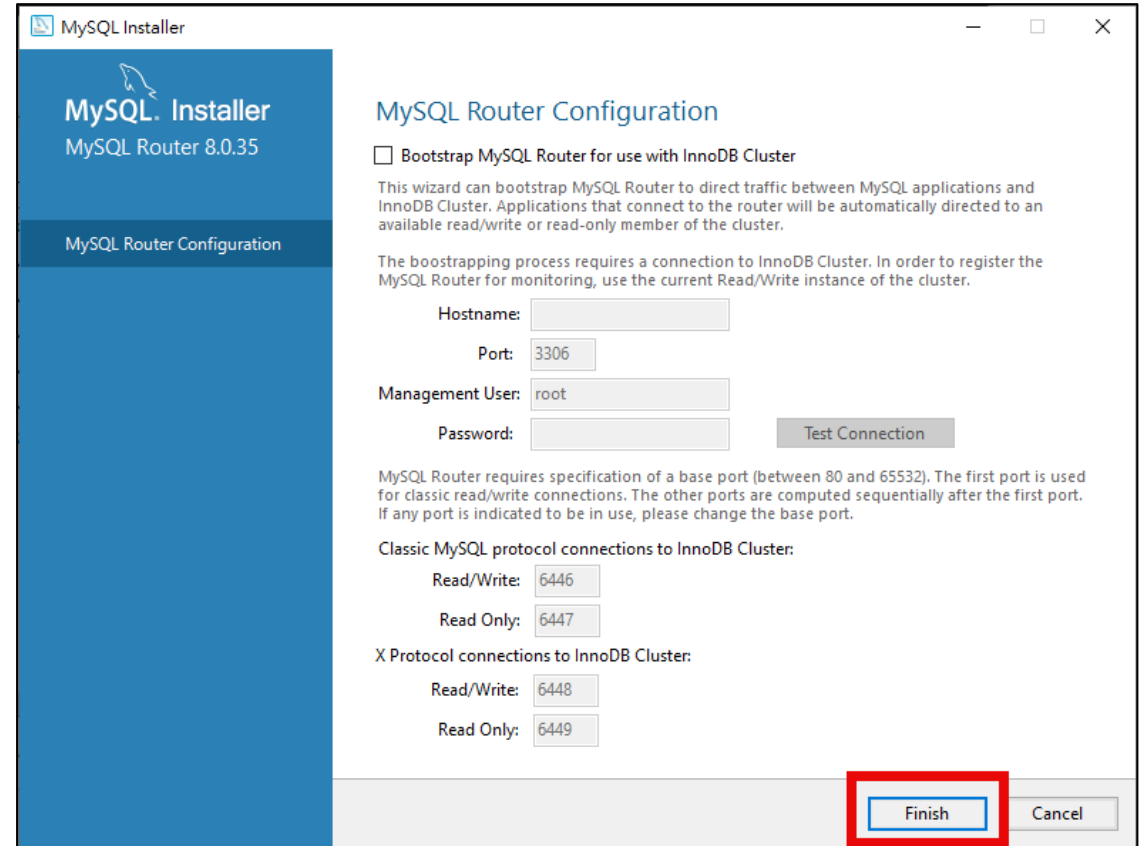 MySQL Installer
MySQL. Installer
MySQL Router 8.0.35
MySQL Router Configuration
MySQL Router Configuration
Bootstrap MySQL Router for use with InnoDB Cluster
This wizard can bootstrap MySQL Router to direct traffic between MySQL applications and
InnoDB Cluster. Applications that connect to the router will be automatically directed to an
available read/write or read-only member of the cluster.
The boostrapping process requires a connection to InnoDB Cluster. In order to register the
MySQL Router for monitoring, use the current Read/Write instance of the cluster.
Hostname:
Port: 3306
Management User: root
Password: Test Connection
MySQL Router requires specification of a base port (between 80 and 65532). The first port is used
for classic read/write connections. The other ports are computed sequentially after the first port.
If any port is indicated to be in use, please change the base port.
Classic MySQL protocol connections to InnoDB Cluster:
Read/Write: 6446
Read Only: 6447
X Protocol connections to InnoDB Cluster:
Read/Write: 6448
Read Only: 6449
Finish Cancel